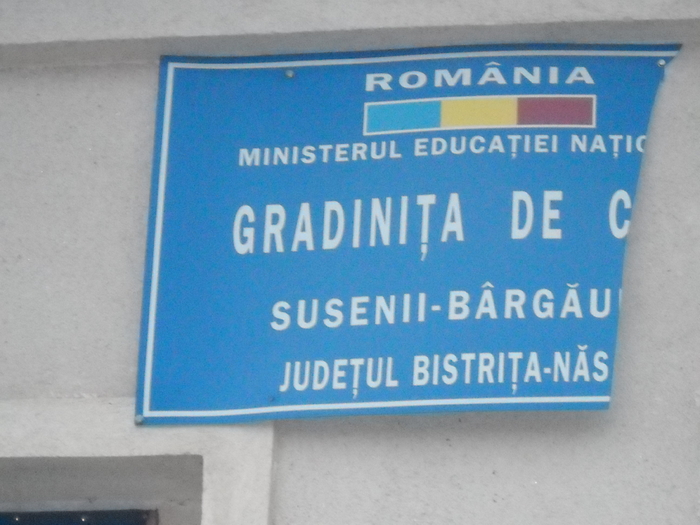 ROMÂNIA
MINISTERUL EDUCAȚIEI NAȚIO
GRADINIȚA DE C
SUSENII-BÂRGĂU
JUDEȚUL BISTRIȚA-NĂS